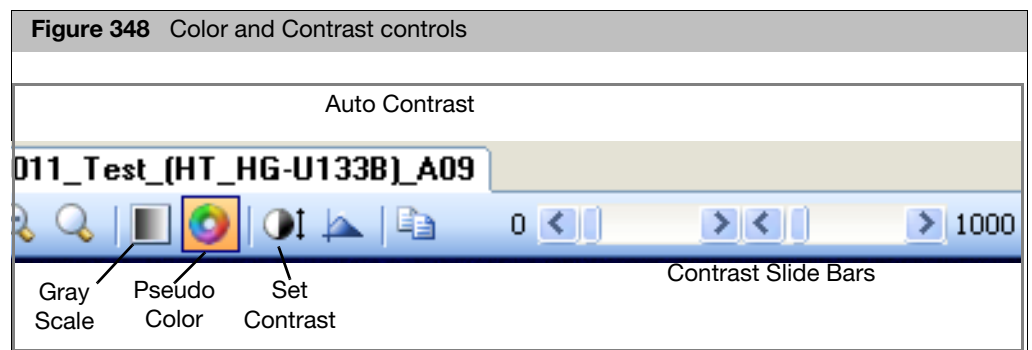 Figure 348 Color and Contrast controls
Auto Contrast
011_Test_(HT_HG-U133B)_A09
0 1000
Contrast Slide Bars
Gray Pseudo Set
Scale Color Contrast